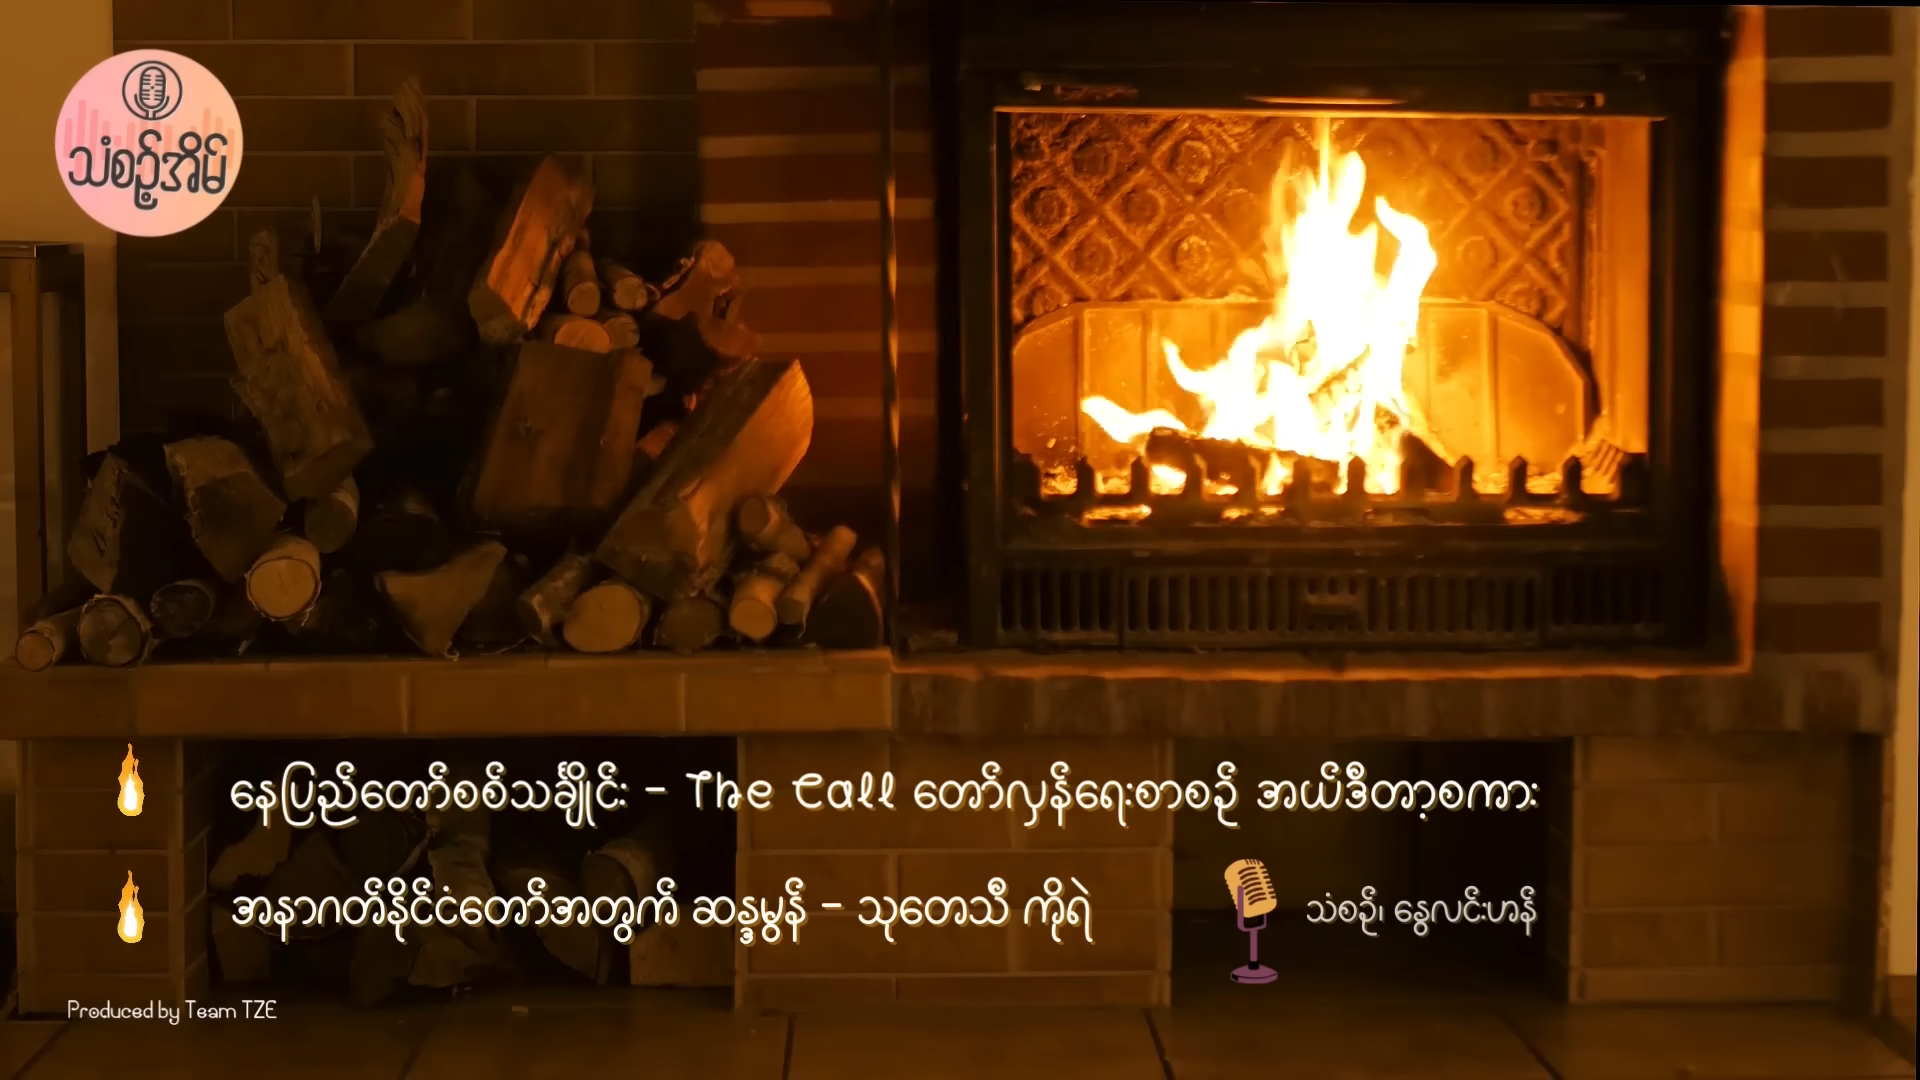 သံစဉ့်အိမ်
နေပြည်တော်စစ်သင်္ချိုင်း - The Call တော်လှန်ရေးစာစဉ် အယ်ဒီတာ့စကား
အနာဂတ်နိုင်ငံတော်အတွက် ဆန္ဒမွန် - သုတေသီ ကိုရဲ
သံစဉ်၊ နွေလင်းဟန်
Produced by Team TZE